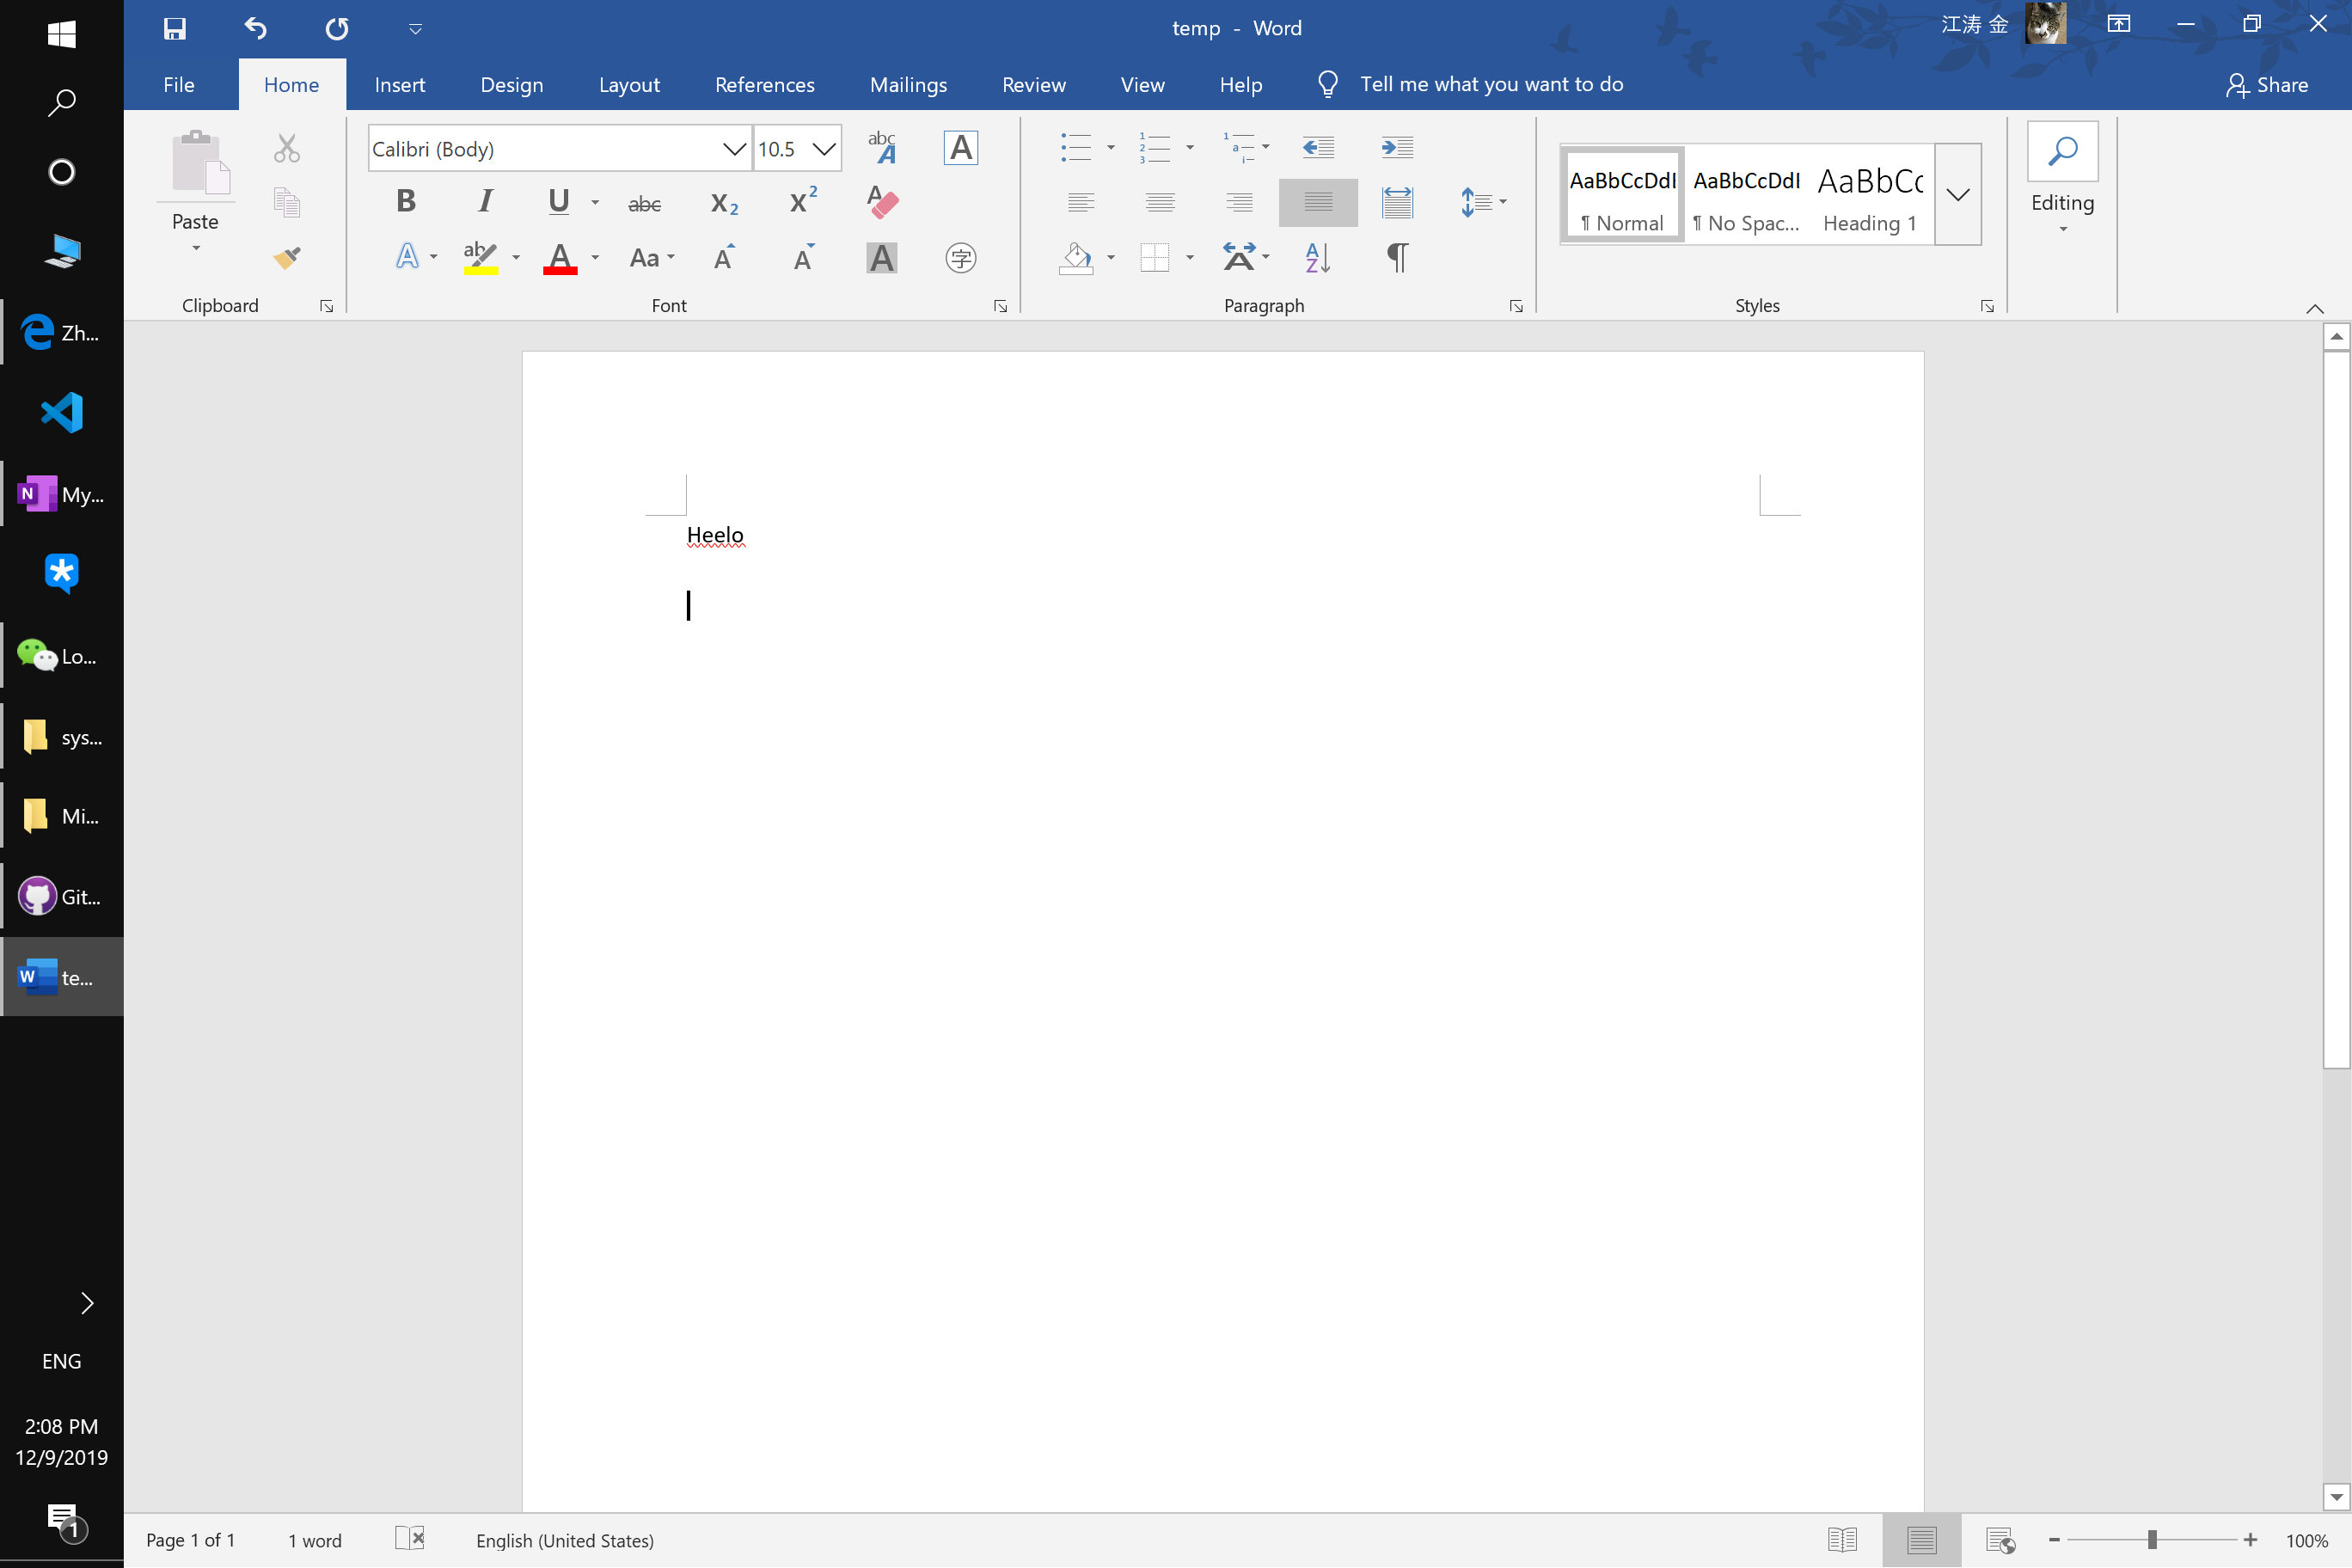 temp - Word
江涛 金
File Home Insert Design Layout References Mailings Review View Help Tell me what you want to do Share
Paste
Clipboard
Calibri (Body) 10.5
Font
Paragraph
AaBbCcDdI AaBbCcDdI AaBbCc
¶ Normal ¶ No Spac... Heading 1
Styles
Editing
Zh...
My...
Lo...
sys...
Mi...
Git...
te...
ENG
2:08 PM
12/9/2019
1
Heelo
Page 1 of 1 1 word English (United States) 100%